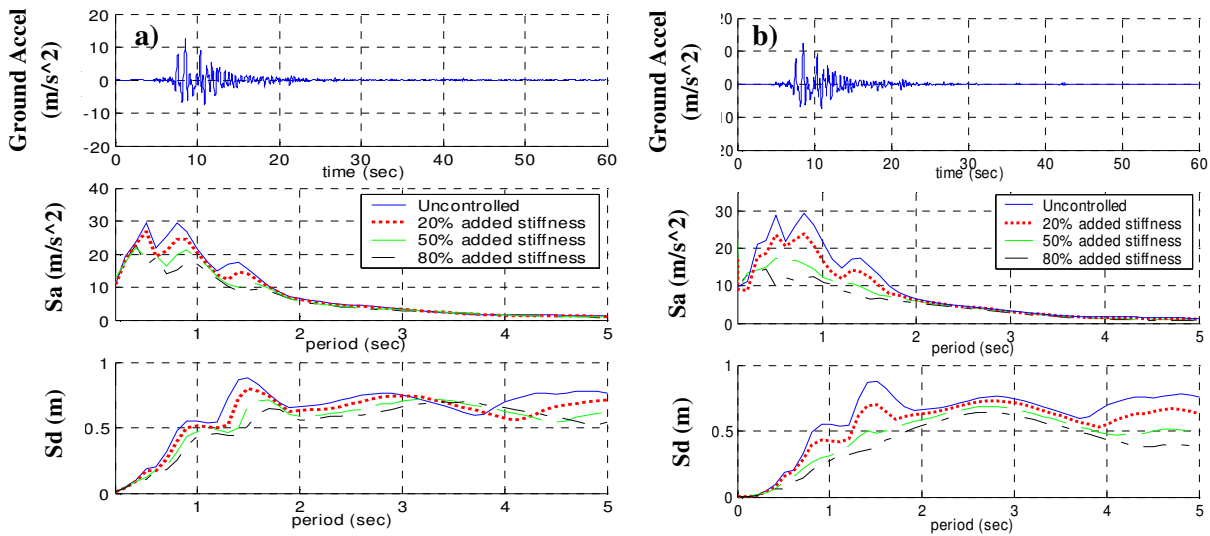 a)
Ground Accel
(m/s^2)
20
10
0
-10
-20
0 10 20 30 40 50 60
time (sec)
Sa (m/s^2)
40
30
20
10
0
Uncontrolled
20% added stiffness
50% added stiffness
80% added stiffness
1 2 3 4 5
period (sec)
Sd (m)
1
0.5
0
1 2 3 4 5
period (sec)
b)
Ground Accel
(m/s^2)
0
0
0
0 10 20 30 40 50 60
time (sec)
Sa (m/s^2)
30
20
10
0
Uncontrolled
20% added stiffness
50% added stiffness
80% added stiffness
0 1 2 3 4 5
period (sec)
Sd (m)
1
0.5
0
0 1 2 3 4 5
period (sec)